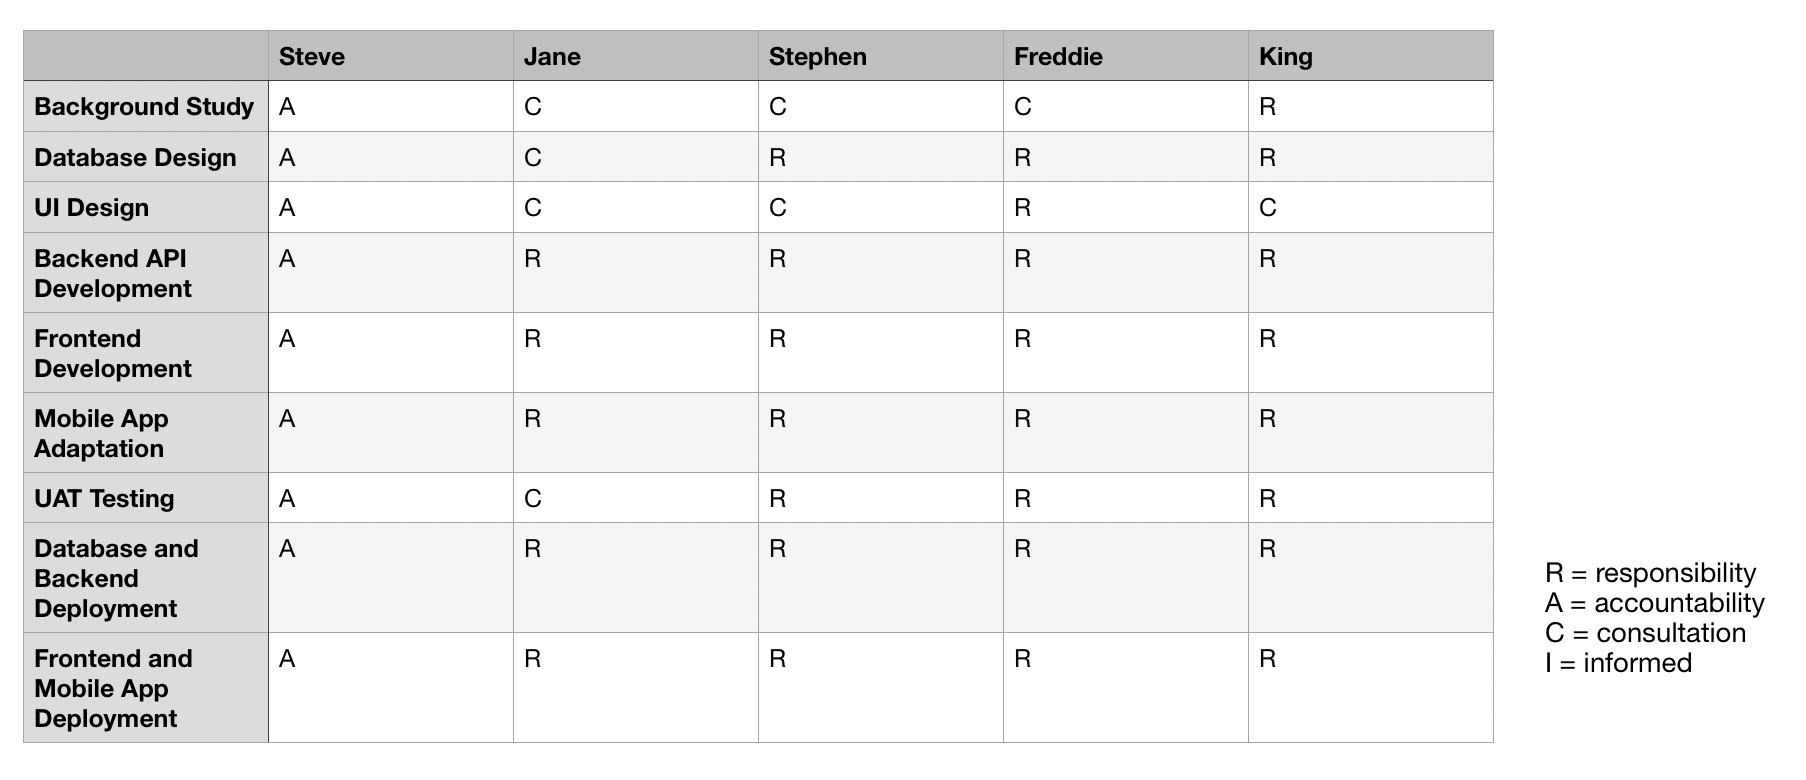 Steve Jane Stephen Freddie King
Background Study A C C C R
Database Design A C R R R
UI Design A C C R C
Backend API A R R R R
Development
Frontend A R R R R
Development
Mobile App A R R R R
Adaptation
UAT Testing A C R R R
Database and A R R R R
Backend
Deployment
Frontend and A R R R R
Mobile App
Deployment
R = responsibility
A = accountability
C = consultation
I = informed